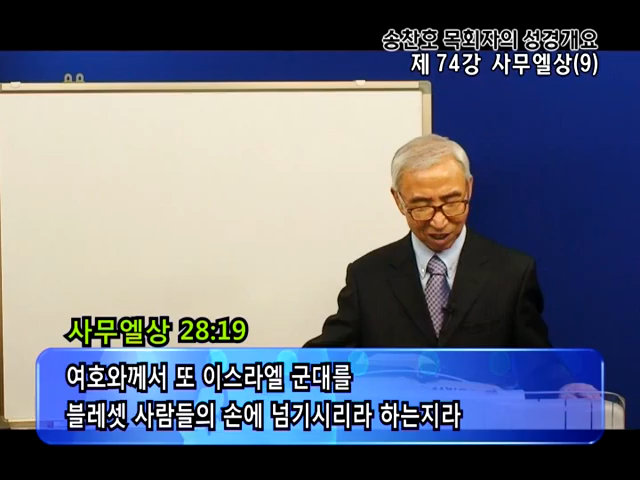 송찬호 목회자의 성경개요
제 74강 사무엘상(9)
사무엘상 28:19
여호와께서 또 이스라엘 군대를
블레셋 사람들의 손에 넘기시리라 하는지라